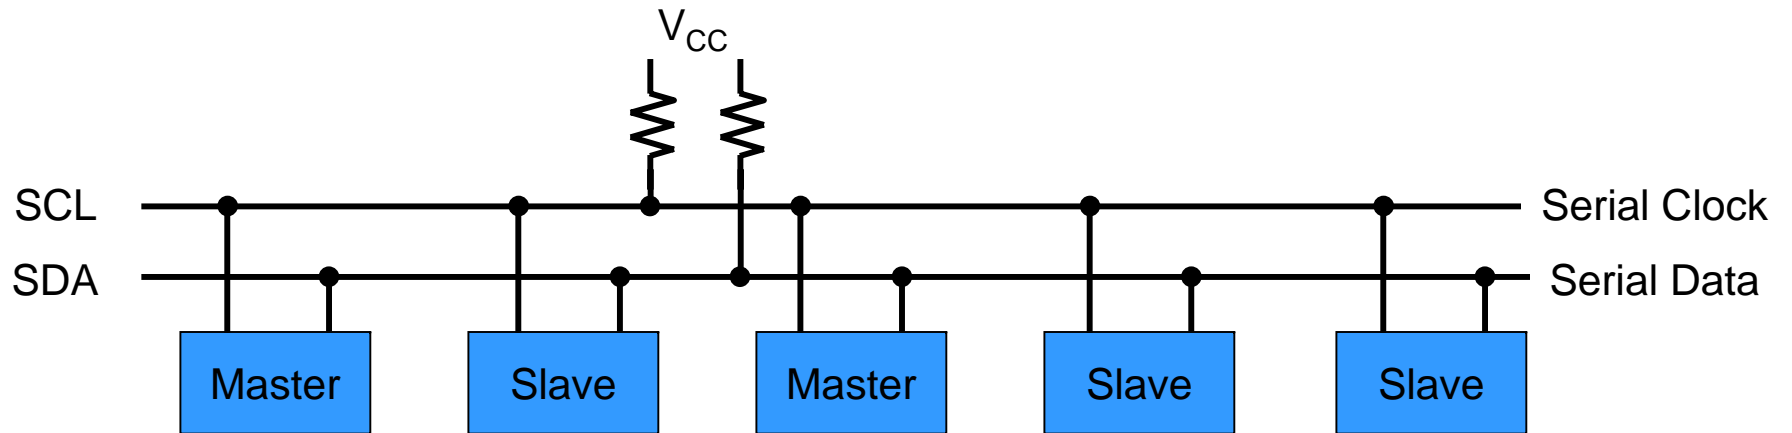 VCC
SCL
Serial Clock
SDA
Serial Data
Master
Slave
Master
Slave
Slave